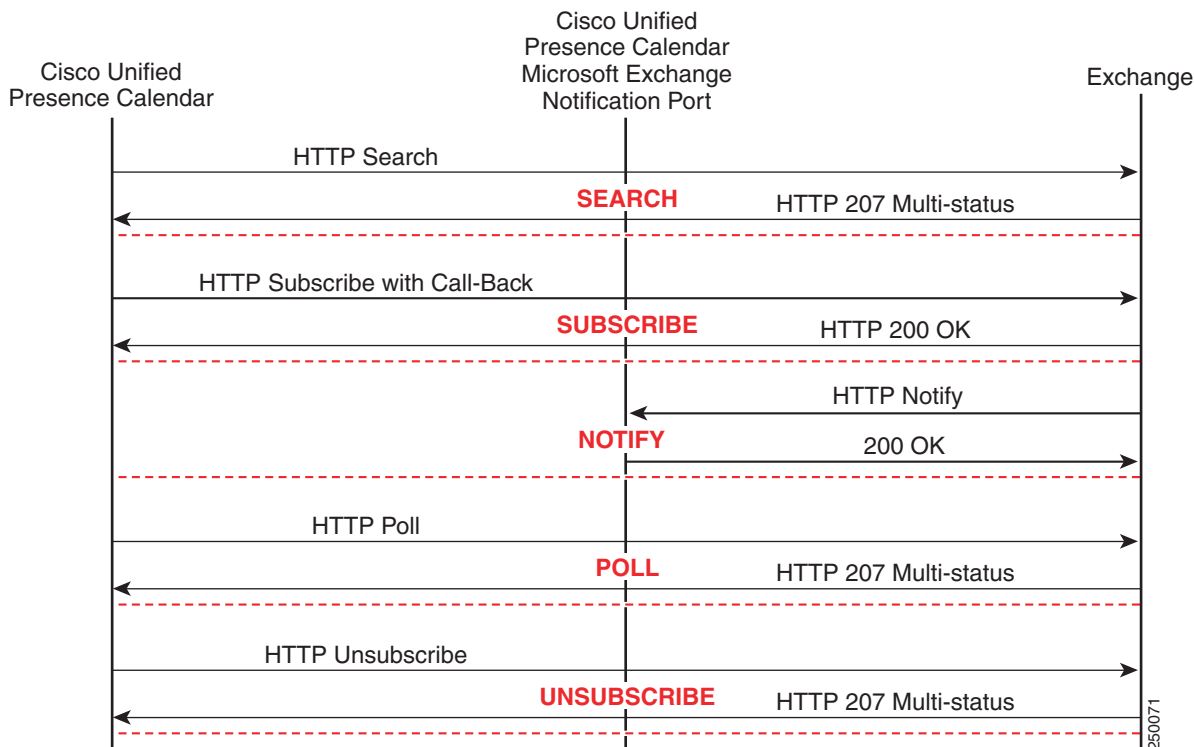 Cisco Unified
Presence Calendar
Cisco Unified
Presence Calendar
Microsoft Exchange
Notification Port
Exchange
HTTP Search
SEARCH
HTTP 207 Multi-status
HTTP Subscribe with Call-Back
SUBSCRIBE
HTTP 200 OK
HTTP Notify
NOTIFY
200 OK
HTTP Poll
POLL
HTTP 207 Multi-status
HTTP Unsubscribe
UNSUBSCRIBE
HTTP 207 Multi-status
250071